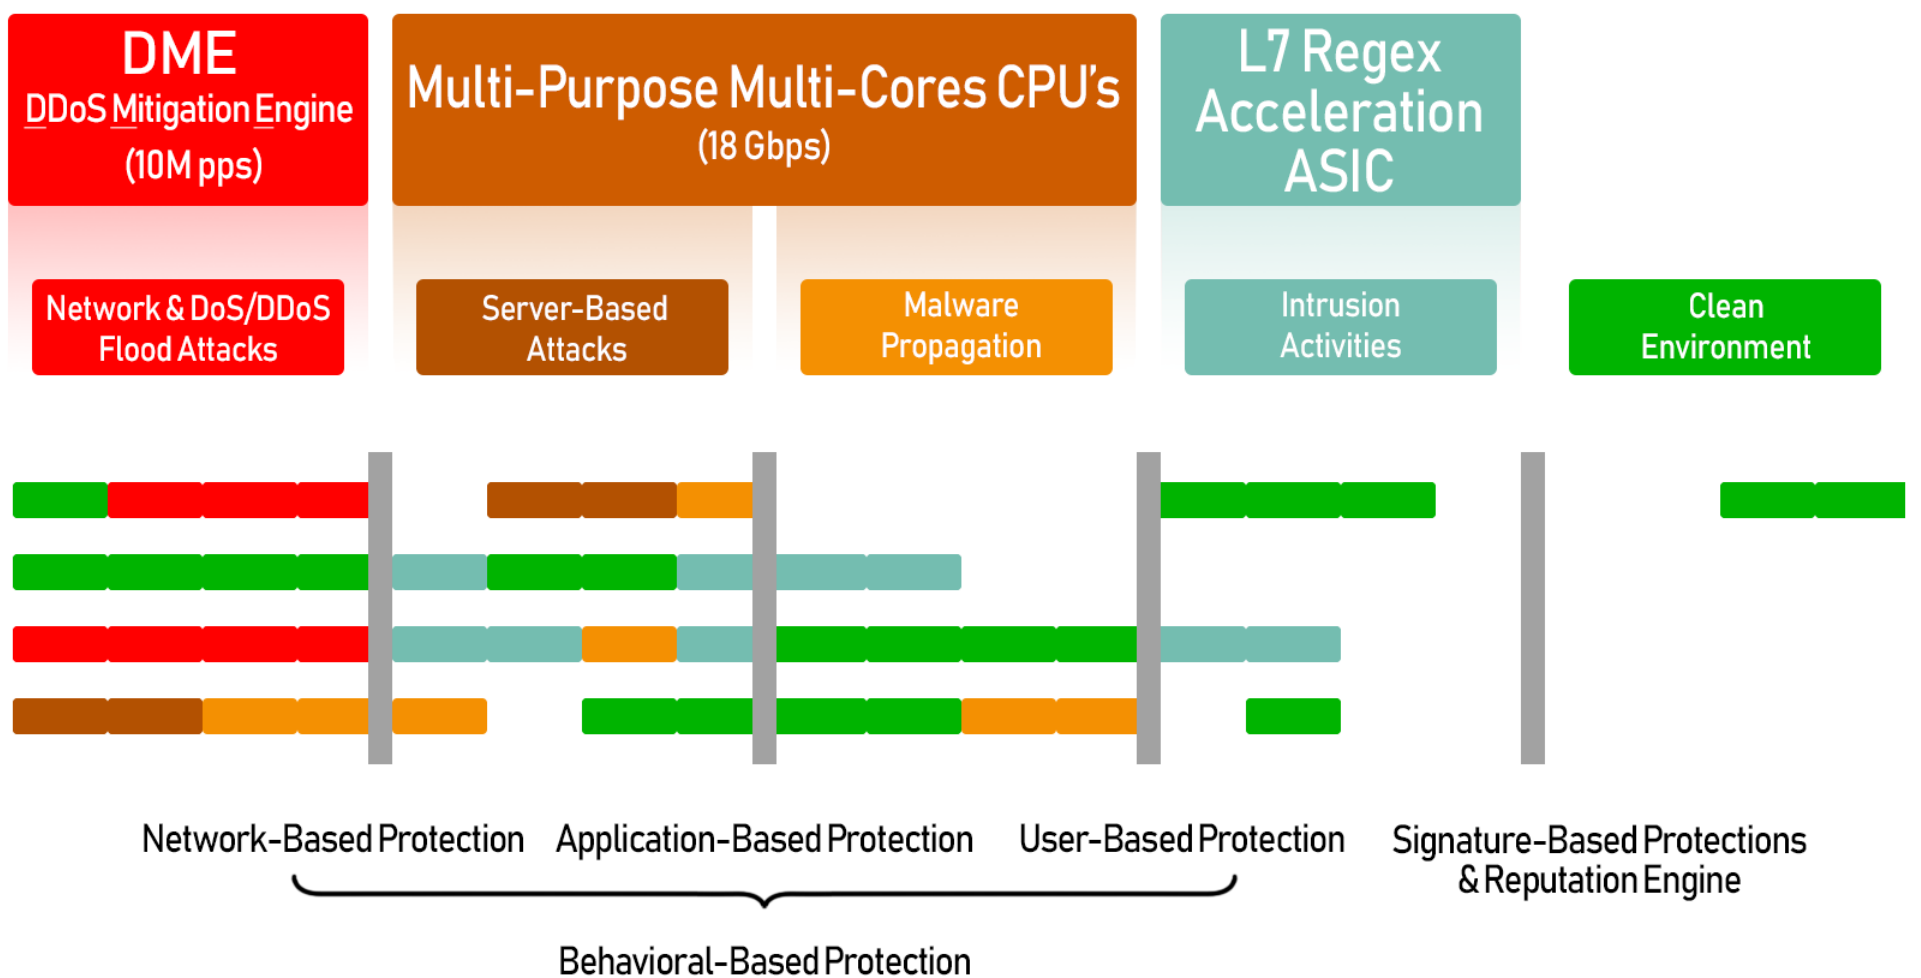 DME
DDoS Mitigation Engine
(10M pps)
Multi-Purpose Multi-Cores CPU's
(18 Gbps)
L7 Regex
Acceleration
ASIC
Network & DoS/DDoS
Flood Attacks
Server-Based
Attacks
Malware
Propagation
Intrusion
Activities
Clean
Environment
Network-Based Protection
Application-Based Protection
User-Based Protection
Signature-Based Protections
& Reputation Engine
Behavioral-Based Protection